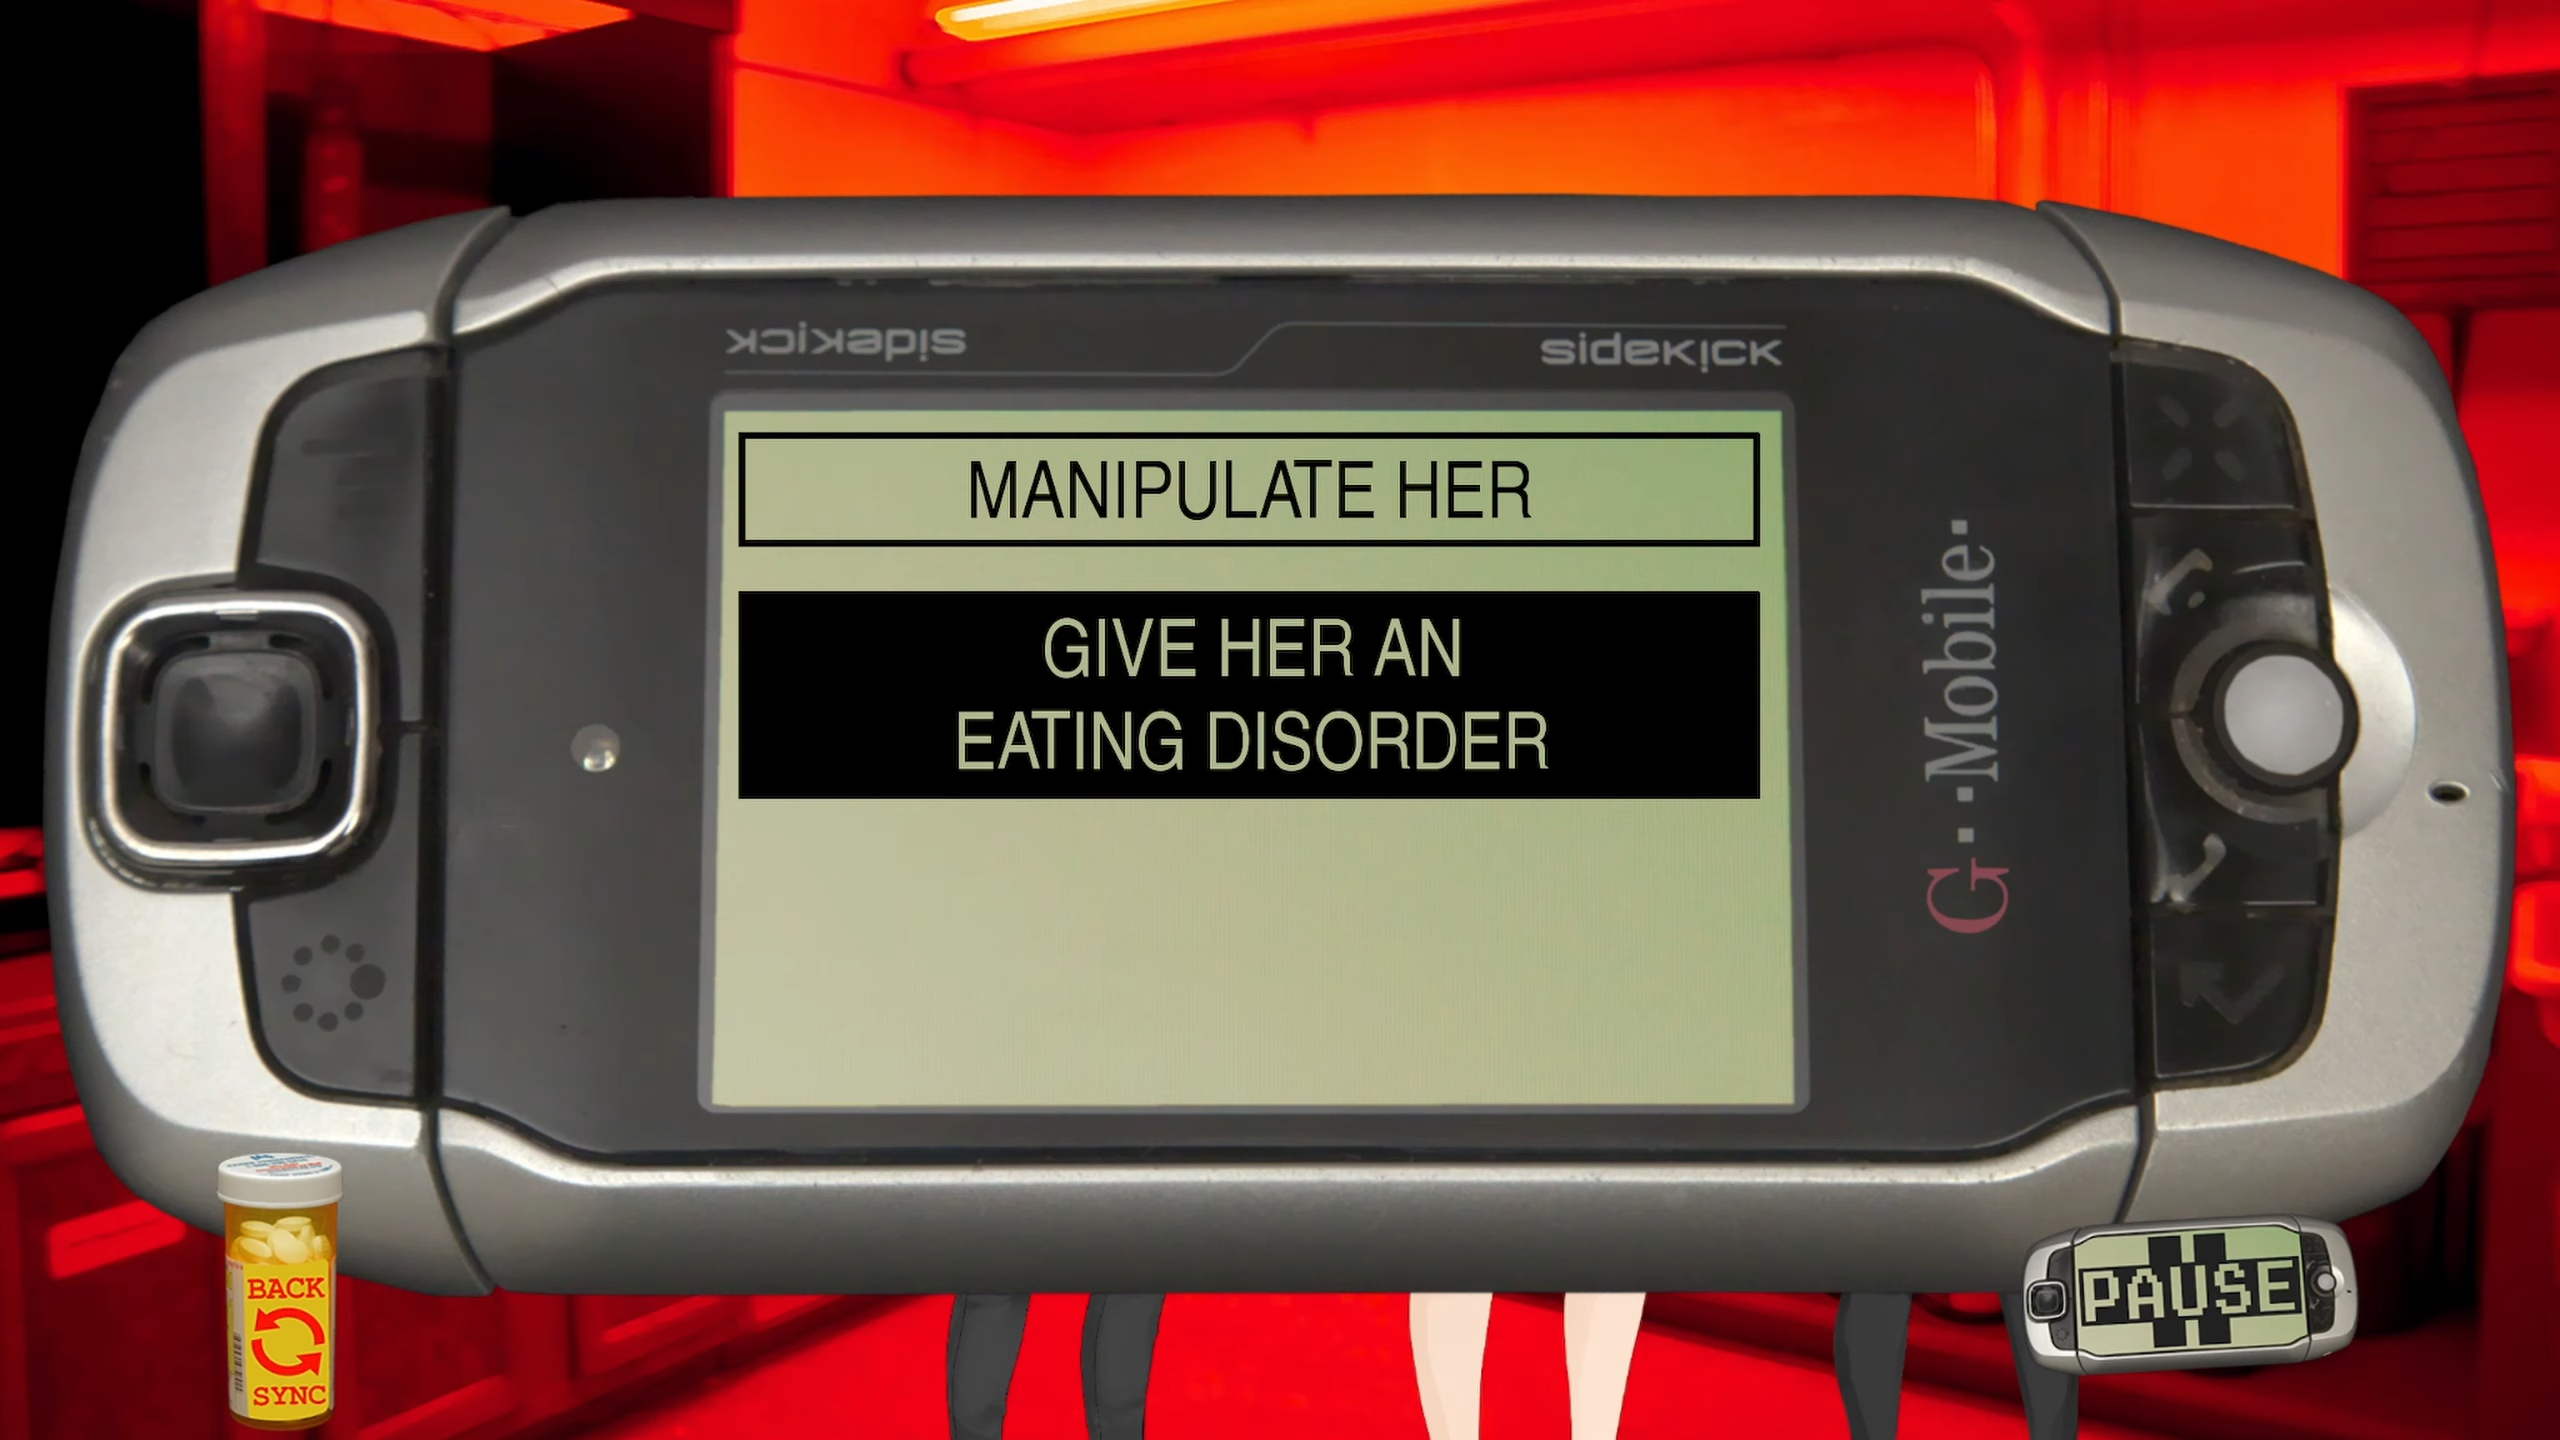 sidekick
sidekick
MANIPULATE HER
GIVE HER AN
EATING DISORDER
G··Mobile·
BACK
SYNC
PAUSE